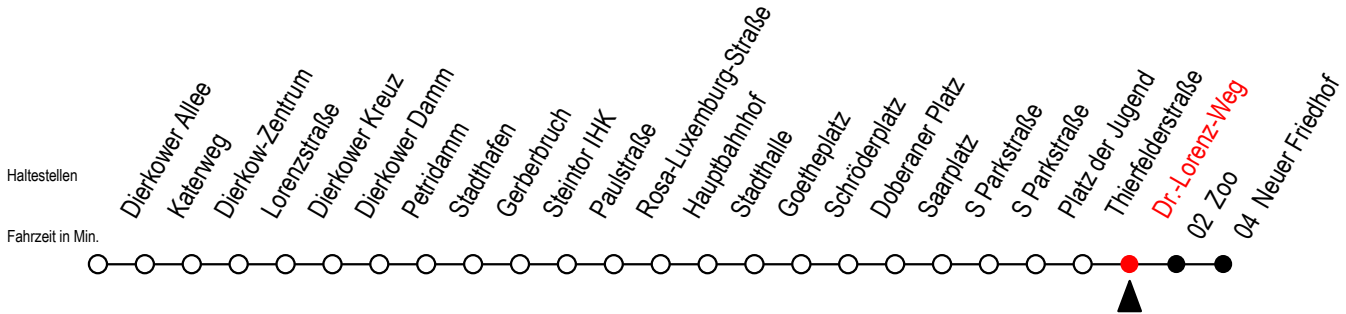 Haltestellen
Dierkower Allee
Katerweg
Dierkow-Zentrum
Lorenzstraße
Dierkower Kreuz
Dierkower Damm
Petridamm
Stadthafen
Gerberbruch
Steintor IHK
Paulstraße
Rosa-Luxemburg-Straße
Hauptbahnhof
Stadthalle
Goetheplatz
Schröderplatz
Doberaner Platz
Saarplatz
S Parkstraße
S Parkstraße
Platz der Jugend
Thierfelderstraße
Dr.-Lorenz-Weg
02 Zoo
04 Neuer Friedhof
Fahrzeit in Min.